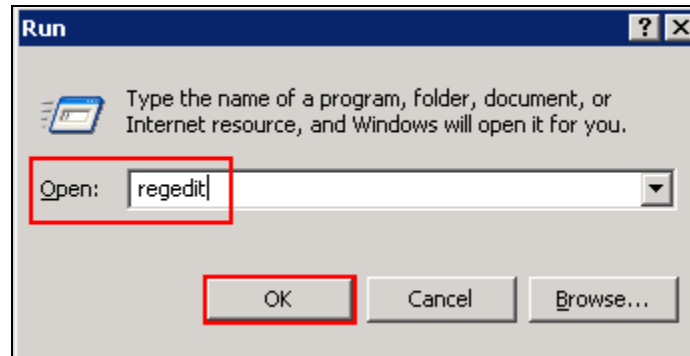 Run
Type the name of a program, folder, document, or
Internet resource, and Windows will open it for you.
Open: regedit
OK Cancel Browse...